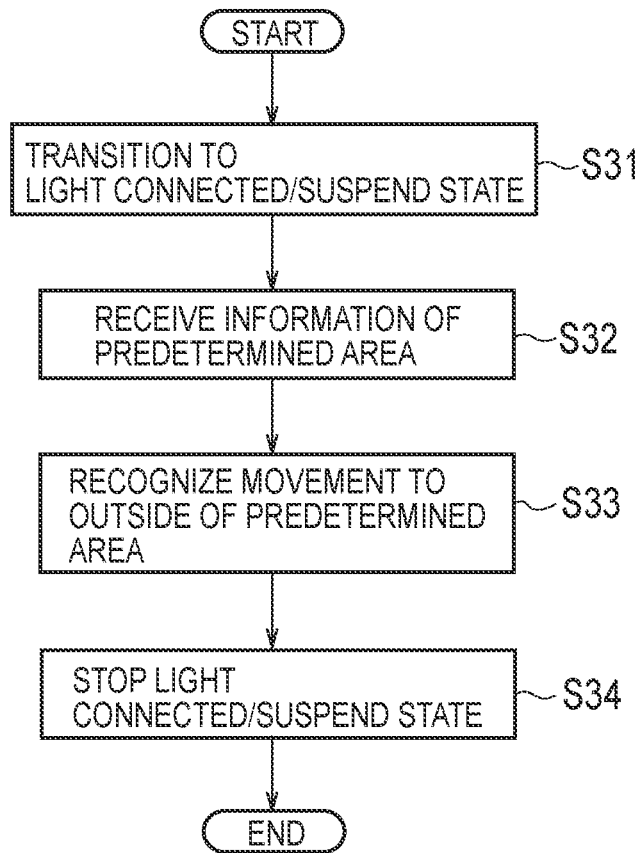 START
TRANSITION TO
LIGHT CONNECTED/SUSPEND STATE
S31
RECEIVE INFORMATION OF
PREDETERMINED AREA
S32
RECOGNIZE MOVEMENT TO
OUTSIDE OF PREDETERMINED
AREA
S33
STOP LIGHT
CONNECTED/SUSPEND STATE
S34
END